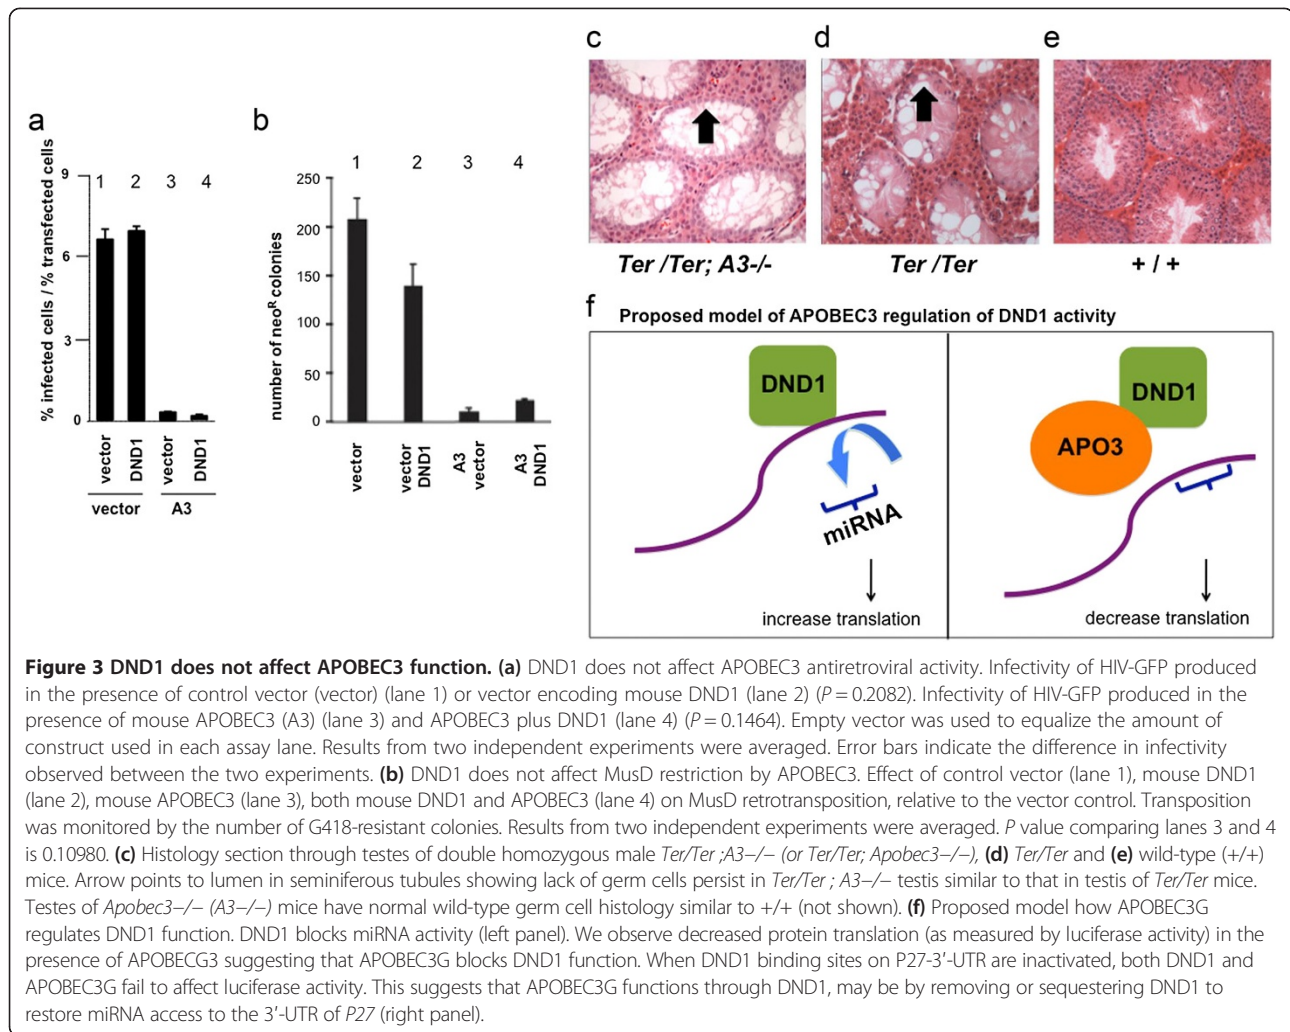 a
% infected cells / % transfected cells
9
6
3
0
1 2 3 4
vector
DND1
vector
DND1
vector
A3
b
number of neoR colonies
250
200
150
100
50
0
1 2 3 4
vector
vector
DND1
A3
vector
A3
DND1
c
Ter /Ter; A3-/-
d
Ter /Ter
e
+ / +
f Proposed model of APOBEC3 regulation of DND1 activity
DND1
miRNA
increase translation
DND1
APO3
decrease translation
Figure 3 DND1 does not affect APOBEC3 function. (a) DND1 does not affect APOBEC3 antiretroviral activity. Infectivity of HIV-GFP produced
in the presence of control vector (vector) (lane 1) or vector encoding mouse DND1 (lane 2) (P = 0.2082). Infectivity of HIV-GFP produced in the
presence of mouse APOBEC3 (A3) (lane 3) and APOBEC3 plus DND1 (lane 4) (P = 0.1464). Empty vector was used to equalize the amount of
construct used in each assay lane. Results from two independent experiments were averaged. Error bars indicate the difference in infectivity
observed between the two experiments. (b) DND1 does not affect MusD restriction by APOBEC3. Effect of control vector (lane 1), mouse DND1
(lane 2), mouse APOBEC3 (lane 3), both mouse DND1 and APOBEC3 (lane 4) on MusD retrotransposition, relative to the vector control. Transposition
was monitored by the number of G418-resistant colonies. Results from two independent experiments were averaged. P value comparing lanes 3 and 4
is 0.10980. (c) Histology section through testes of double homozygous male Ter/Ter ;A3−/− (or Ter/Ter; Apobec3−/−), (d) Ter/Ter and (e) wild-type (+/+)
mice. Arrow points to lumen in seminiferous tubules showing lack of germ cells persist in Ter/Ter ; A3−/− testis similar to that in testis of Ter/Ter mice.
Testes of Apobec3−/− (A3−/−) mice have normal wild-type germ cell histology similar to +/+ (not shown). (f) Proposed model how APOBEC3G
regulates DND1 function. DND1 blocks miRNA activity (left panel). We observe decreased protein translation (as measured by luciferase activity) in the
presence of APOBECG3 suggesting that APOBEC3G blocks DND1 function. When DND1 binding sites on P27-3′-UTR are inactivated, both DND1 and
APOBEC3G fail to affect luciferase activity. This suggests that APOBEC3G functions through DND1, may be by removing or sequestering DND1 to
restore miRNA access to the 3′-UTR of P27 (right panel).